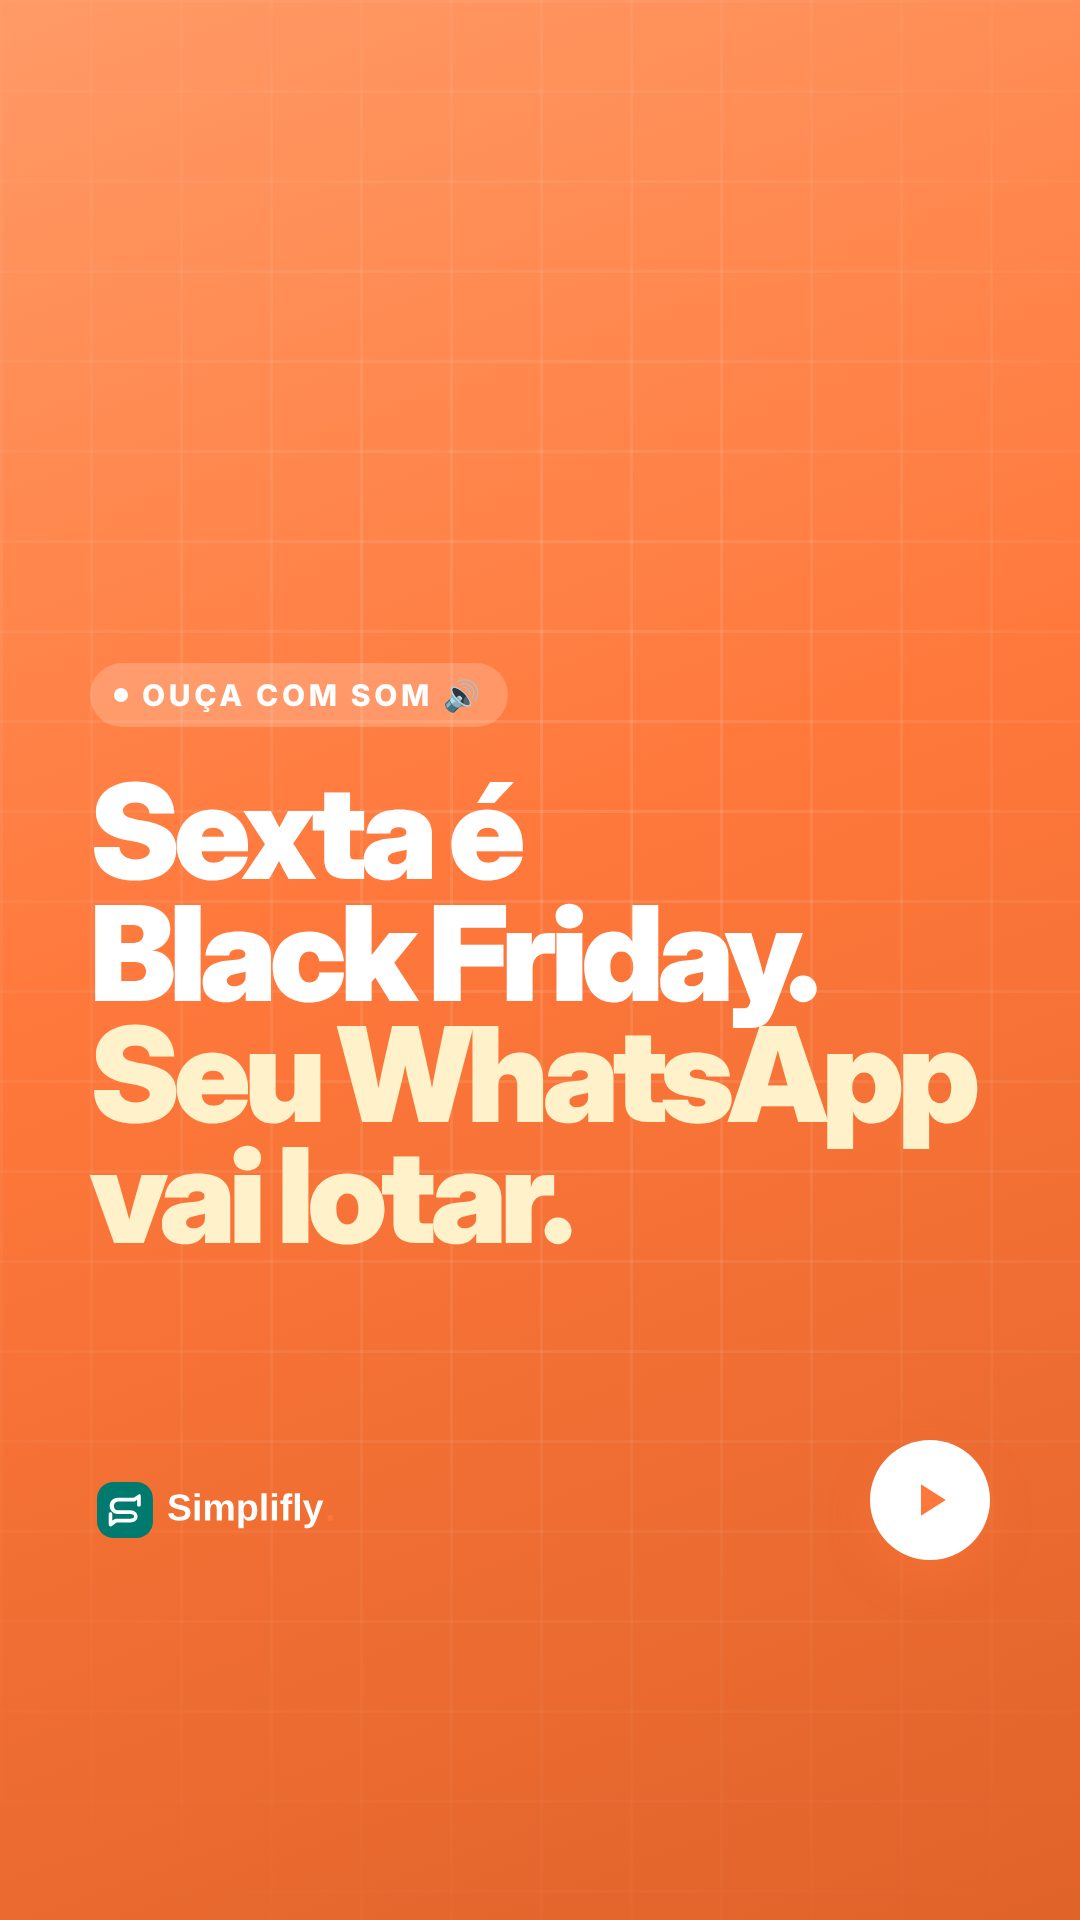 OUÇA COM SOM 🔊
Sexta é
Black Friday.
Seu WhatsApp
vai lotar.
Simplifly.